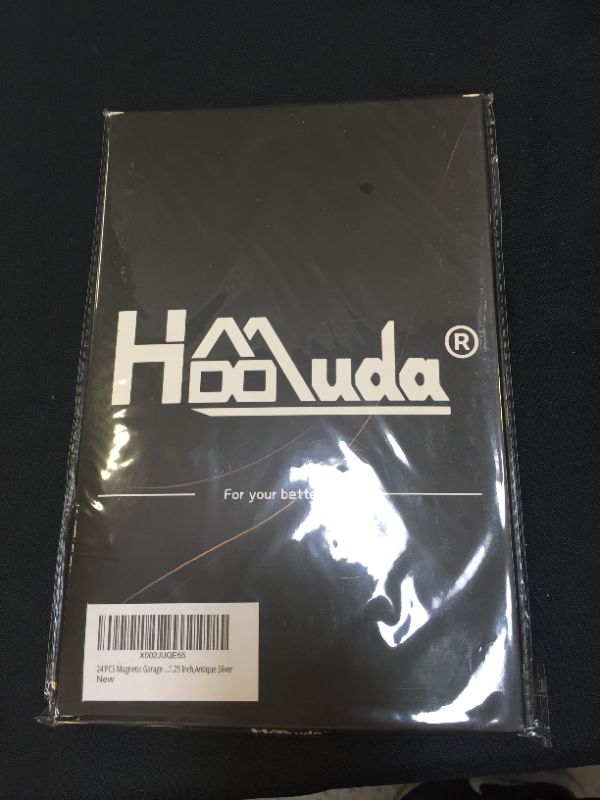 HooMuda®
For your bette
X002JUQE55
24 PCS Magnetic Garage ...1.25 Inch,Antique Silver
New